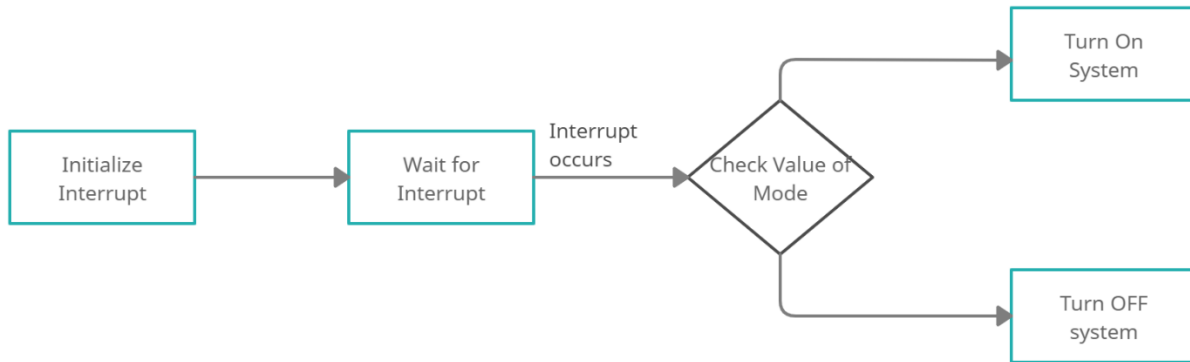 Initialize
Interrupt
Wait for
Interrupt
Interrupt
occurs
Check Value of
Mode
Turn On
System
Turn OFF
system